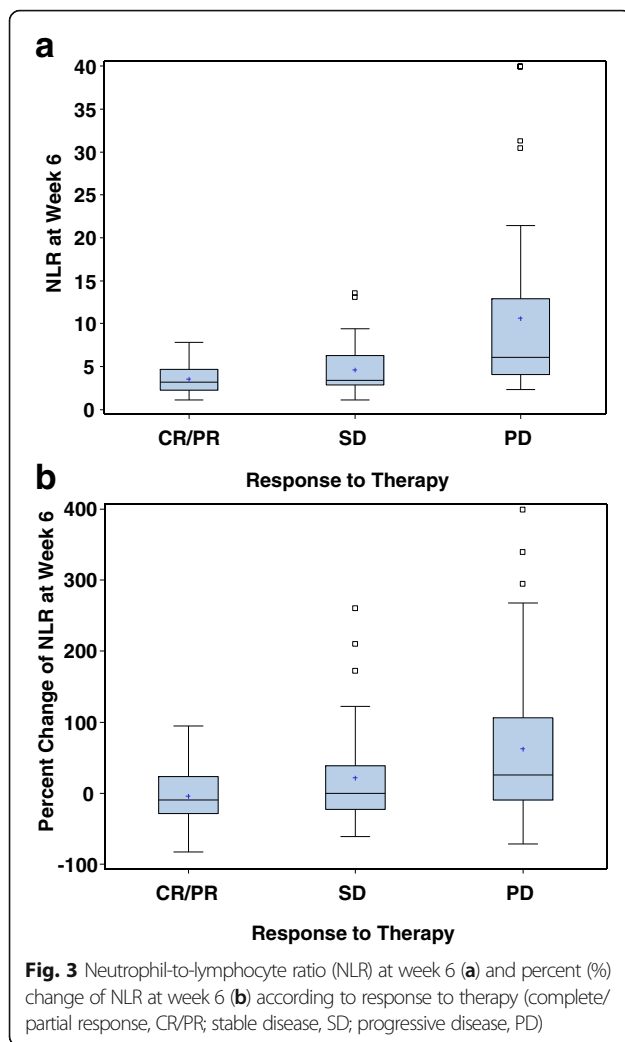 a
40
35
30
25
20
15
10
5
0
NLR at Week 6
CR/PR SD PD
Response to Therapy
b
400
300
200
100
0
-100
Percent Change of NLR at Week 6
CR/PR SD PD
Response to Therapy
Fig. 3 Neutrophil-to-lymphocyte ratio (NLR) at week 6 (a) and percent (%)
change of NLR at week 6 (b) according to response to therapy (complete/
partial response, CR/PR; stable disease, SD; progressive disease, PD)